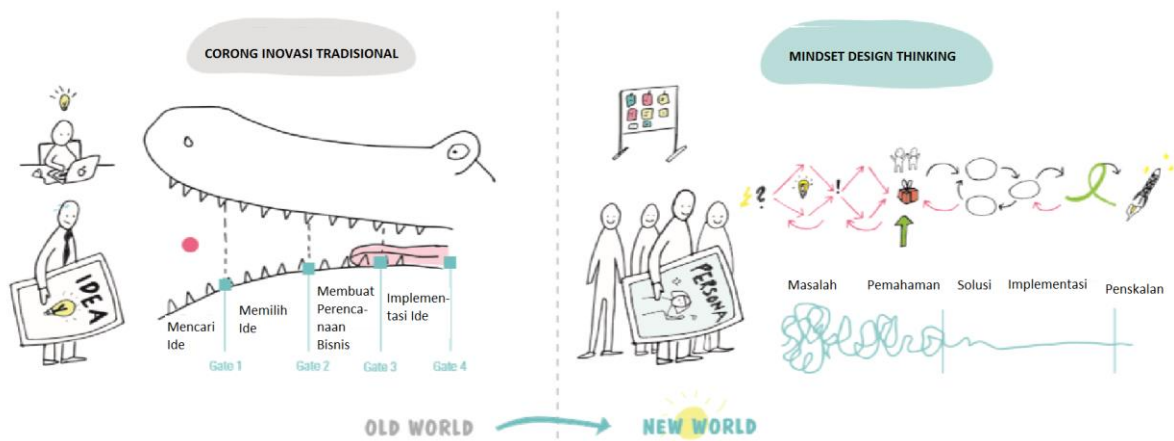 CORONG INOVASI TRADISIONAL
IDEA
Mencari
Ide
Memilih
Ide
Membuat
Perenca-
naan
Bisnis
Implemen-
tasi Ide
Gate 1
Gate 2
Gate 3
Gate 4
MINDSET DESIGN THINKING
?
!
PERSONA
Masalah
Pemahaman
Solusi
Implementasi
Penskalan
OLD WORLD
NEW WORLD